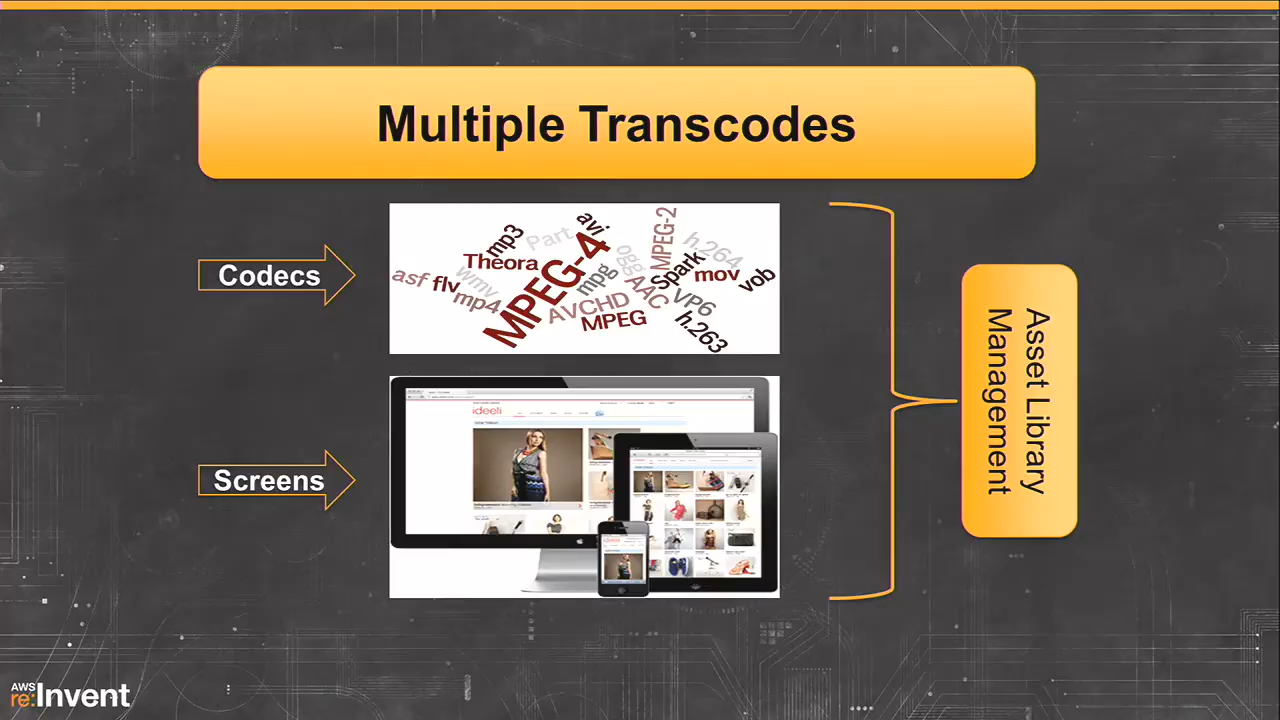 Multiple Transcodes
Codecs
mp3
Part
avi
MPEG-2
h.264
Theora
MPEG-4
ogg
Spark
mov
vob
asf
flv
wmv
mp4
mpg
AAC
VP6
AVCHD
MPEG
h.263
Screens
ideeli
Asset Library
Management
AWS
re:Invent